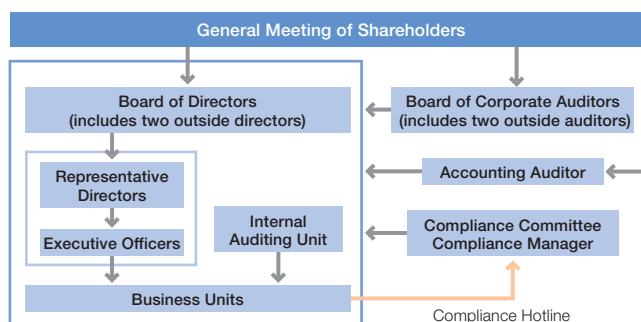 General Meeting of Shareholders
Board of Directors
(includes two outside directors)
Board of Corporate Auditors
(includes two outside auditors)
Representative
Directors
Accounting Auditor
Internal
Auditing Unit
Executive Officers
Compliance Committee
Compliance Manager
Business Units
Compliance Hotline